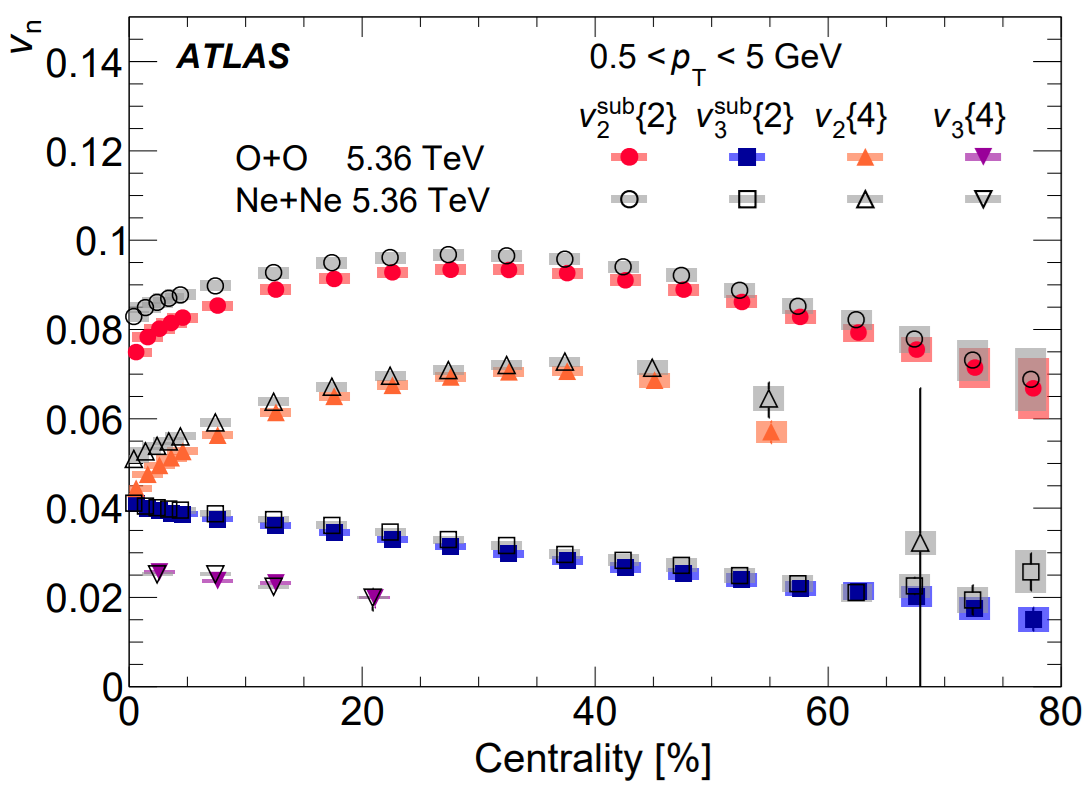 v_n
ATLAS 0.5 < p_T < 5 GeV
v_2^sub{2} v_3^sub{2} v_2{4} v_3{4}
O+O 5.36 TeV
Ne+Ne 5.36 TeV
0.14
0.12
0.1
0.08
0.06
0.04
0.02
0
0 20 40 60 80
Centrality [%]